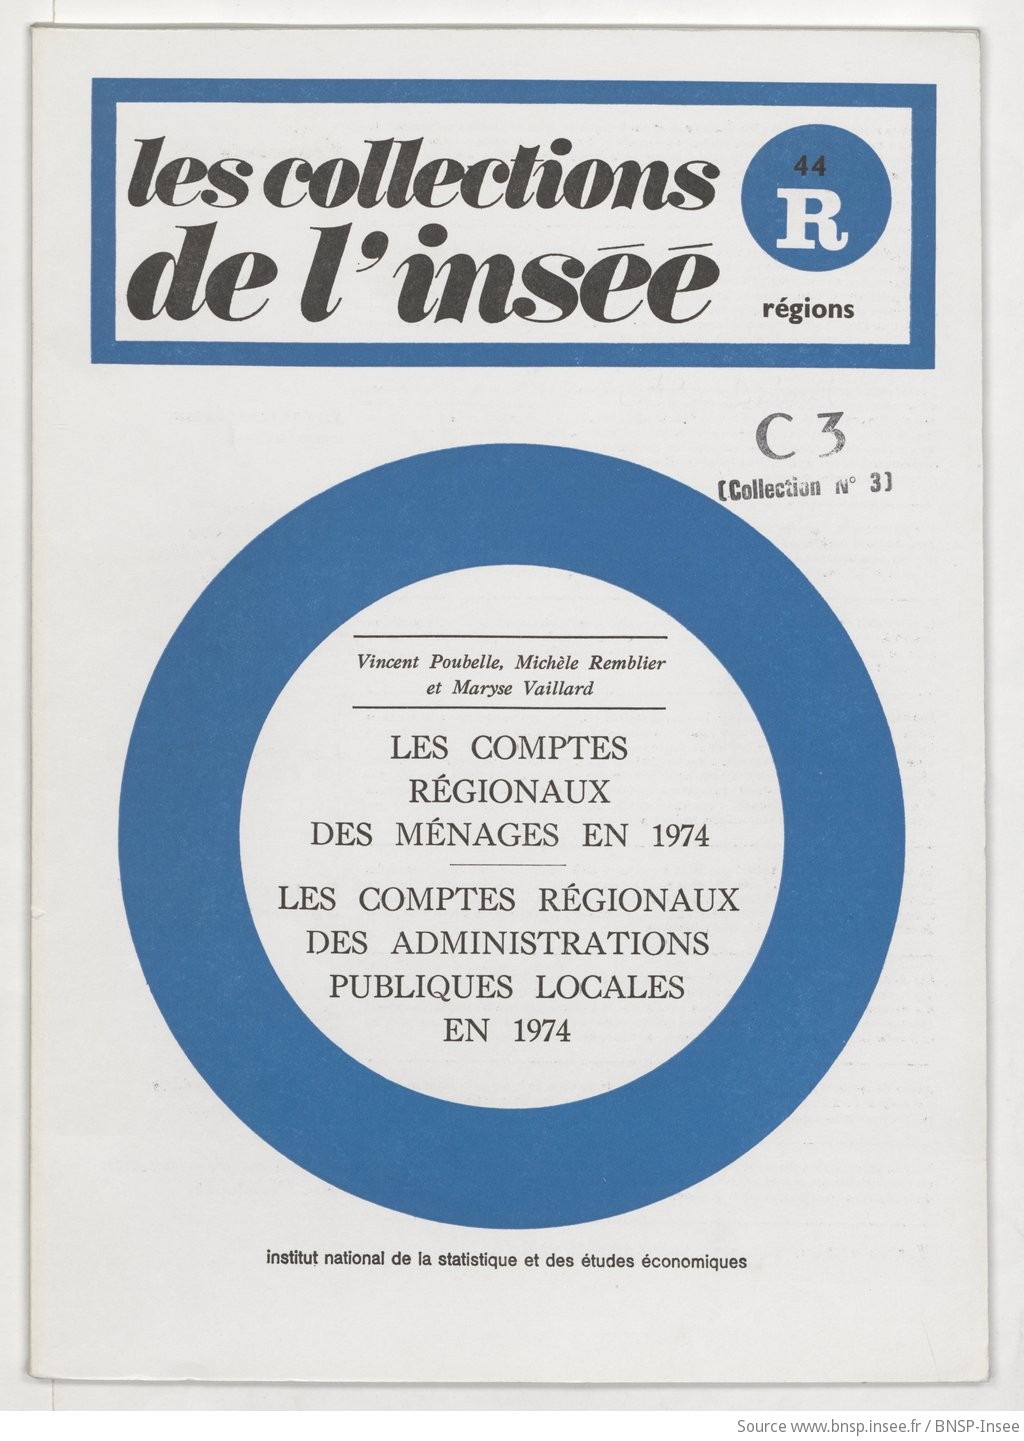 les collections
de l'inséé
44
R
régions
C 3
(Collection N° 3)
Vincent Poubelle, Michèle Remblier
et Maryse Vaillard
LES COMPTES
RÉGIONAUX
DES MÉNAGES EN 1974
LES COMPTES RÉGIONAUX
DES ADMINISTRATIONS
PUBLIQUES LOCALES
EN 1974
institut national de la statistique et des études économiques
Source www.bnsp.insee.fr / BNSP-Insee